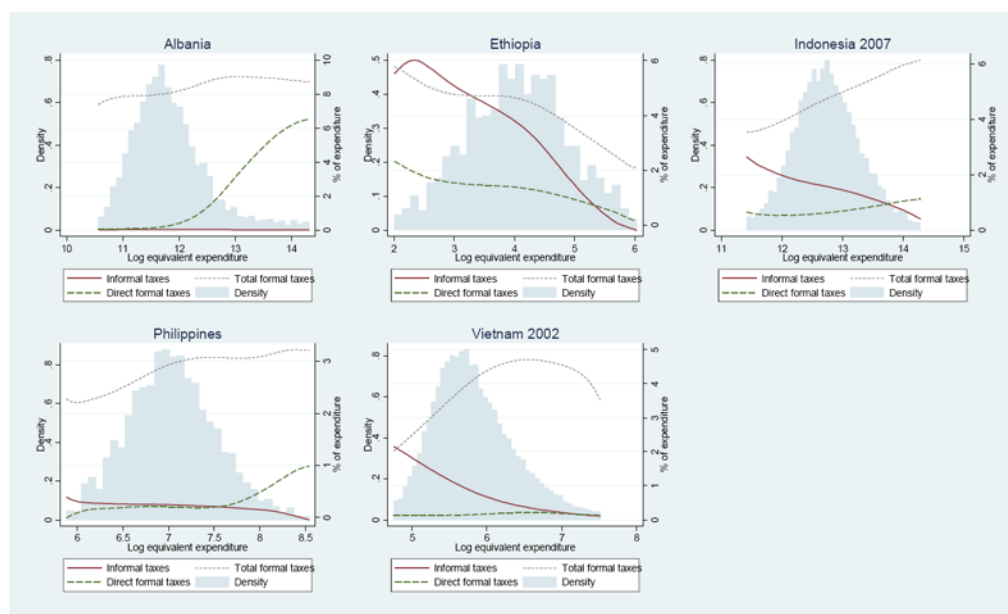 Albania
Density
0 .2 .4 .6 .8
% of expenditure
0 2 4 6 8 10
10 11 12 13 14
Log equivalent expenditure
Informal taxes Total formal taxes
Direct formal taxes Density
Ethiopia
Density
0 .1 .2 .3 .4 .5
% of expenditure
0 2 4 6
2 3 4 5 6
Log equivalent expenditure
Informal taxes Total formal taxes
Direct formal taxes Density
Indonesia 2007
Density
0 .2 .4 .6 .8
% of expenditure
0 2 4 6
11 12 13 14 15
Log equivalent expenditure
Informal taxes Total formal taxes
Direct formal taxes Density
Philippines
Density
0 .2 .4 .6 .8
% of expenditure
0 1 2 3
6 6.5 7 7.5 8 8.5
Log equivalent expenditure
Informal taxes Total formal taxes
Direct formal taxes Density
Vietnam 2002
Density
0 .2 .4 .6 .8
% of expenditure
0 1 2 3 4 5
5 6 7 8
Log equivalent expenditure
Informal taxes Total formal taxes
Direct formal taxes Density